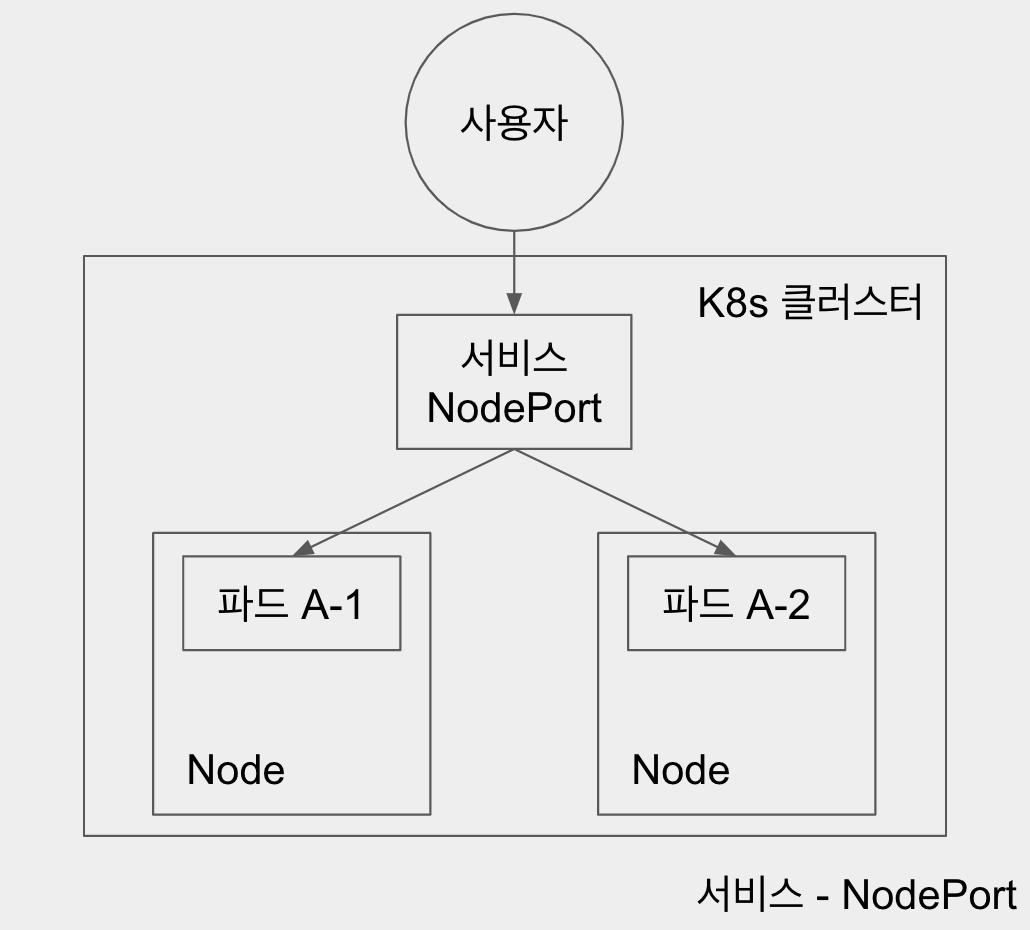 사용자
K8s 클러스터
서비스
NodePort
파드 A-1
파드 A-2
Node
Node
서비스 - NodePort